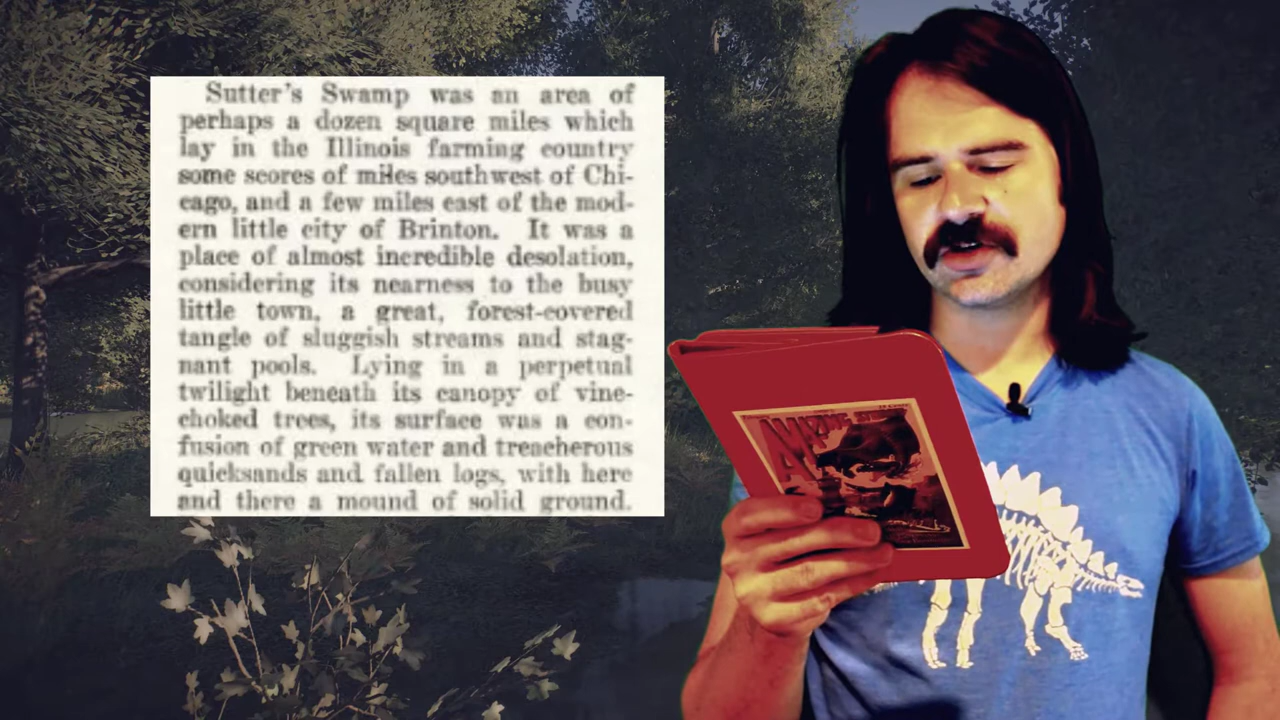 Sutter's Swamp was an area of
perhaps a dozen square miles which
lay in the Illinois farming country
some scores of miles southwest of Chi-
cago, and a few miles east of the mod-
ern little city of Brinton. It was a
place of almost incredible desolation,
considering its nearness to the busy
little town, a great, forest-covered
tangle of sluggish streams and stag-
nant pools. Lying in a perpetual
twilight beneath its canopy of vine-
choked trees, its surface was a con-
fusion of green water and treacherous
quicksands and fallen logs, with here
and there a mound of solid ground.
AMAZING